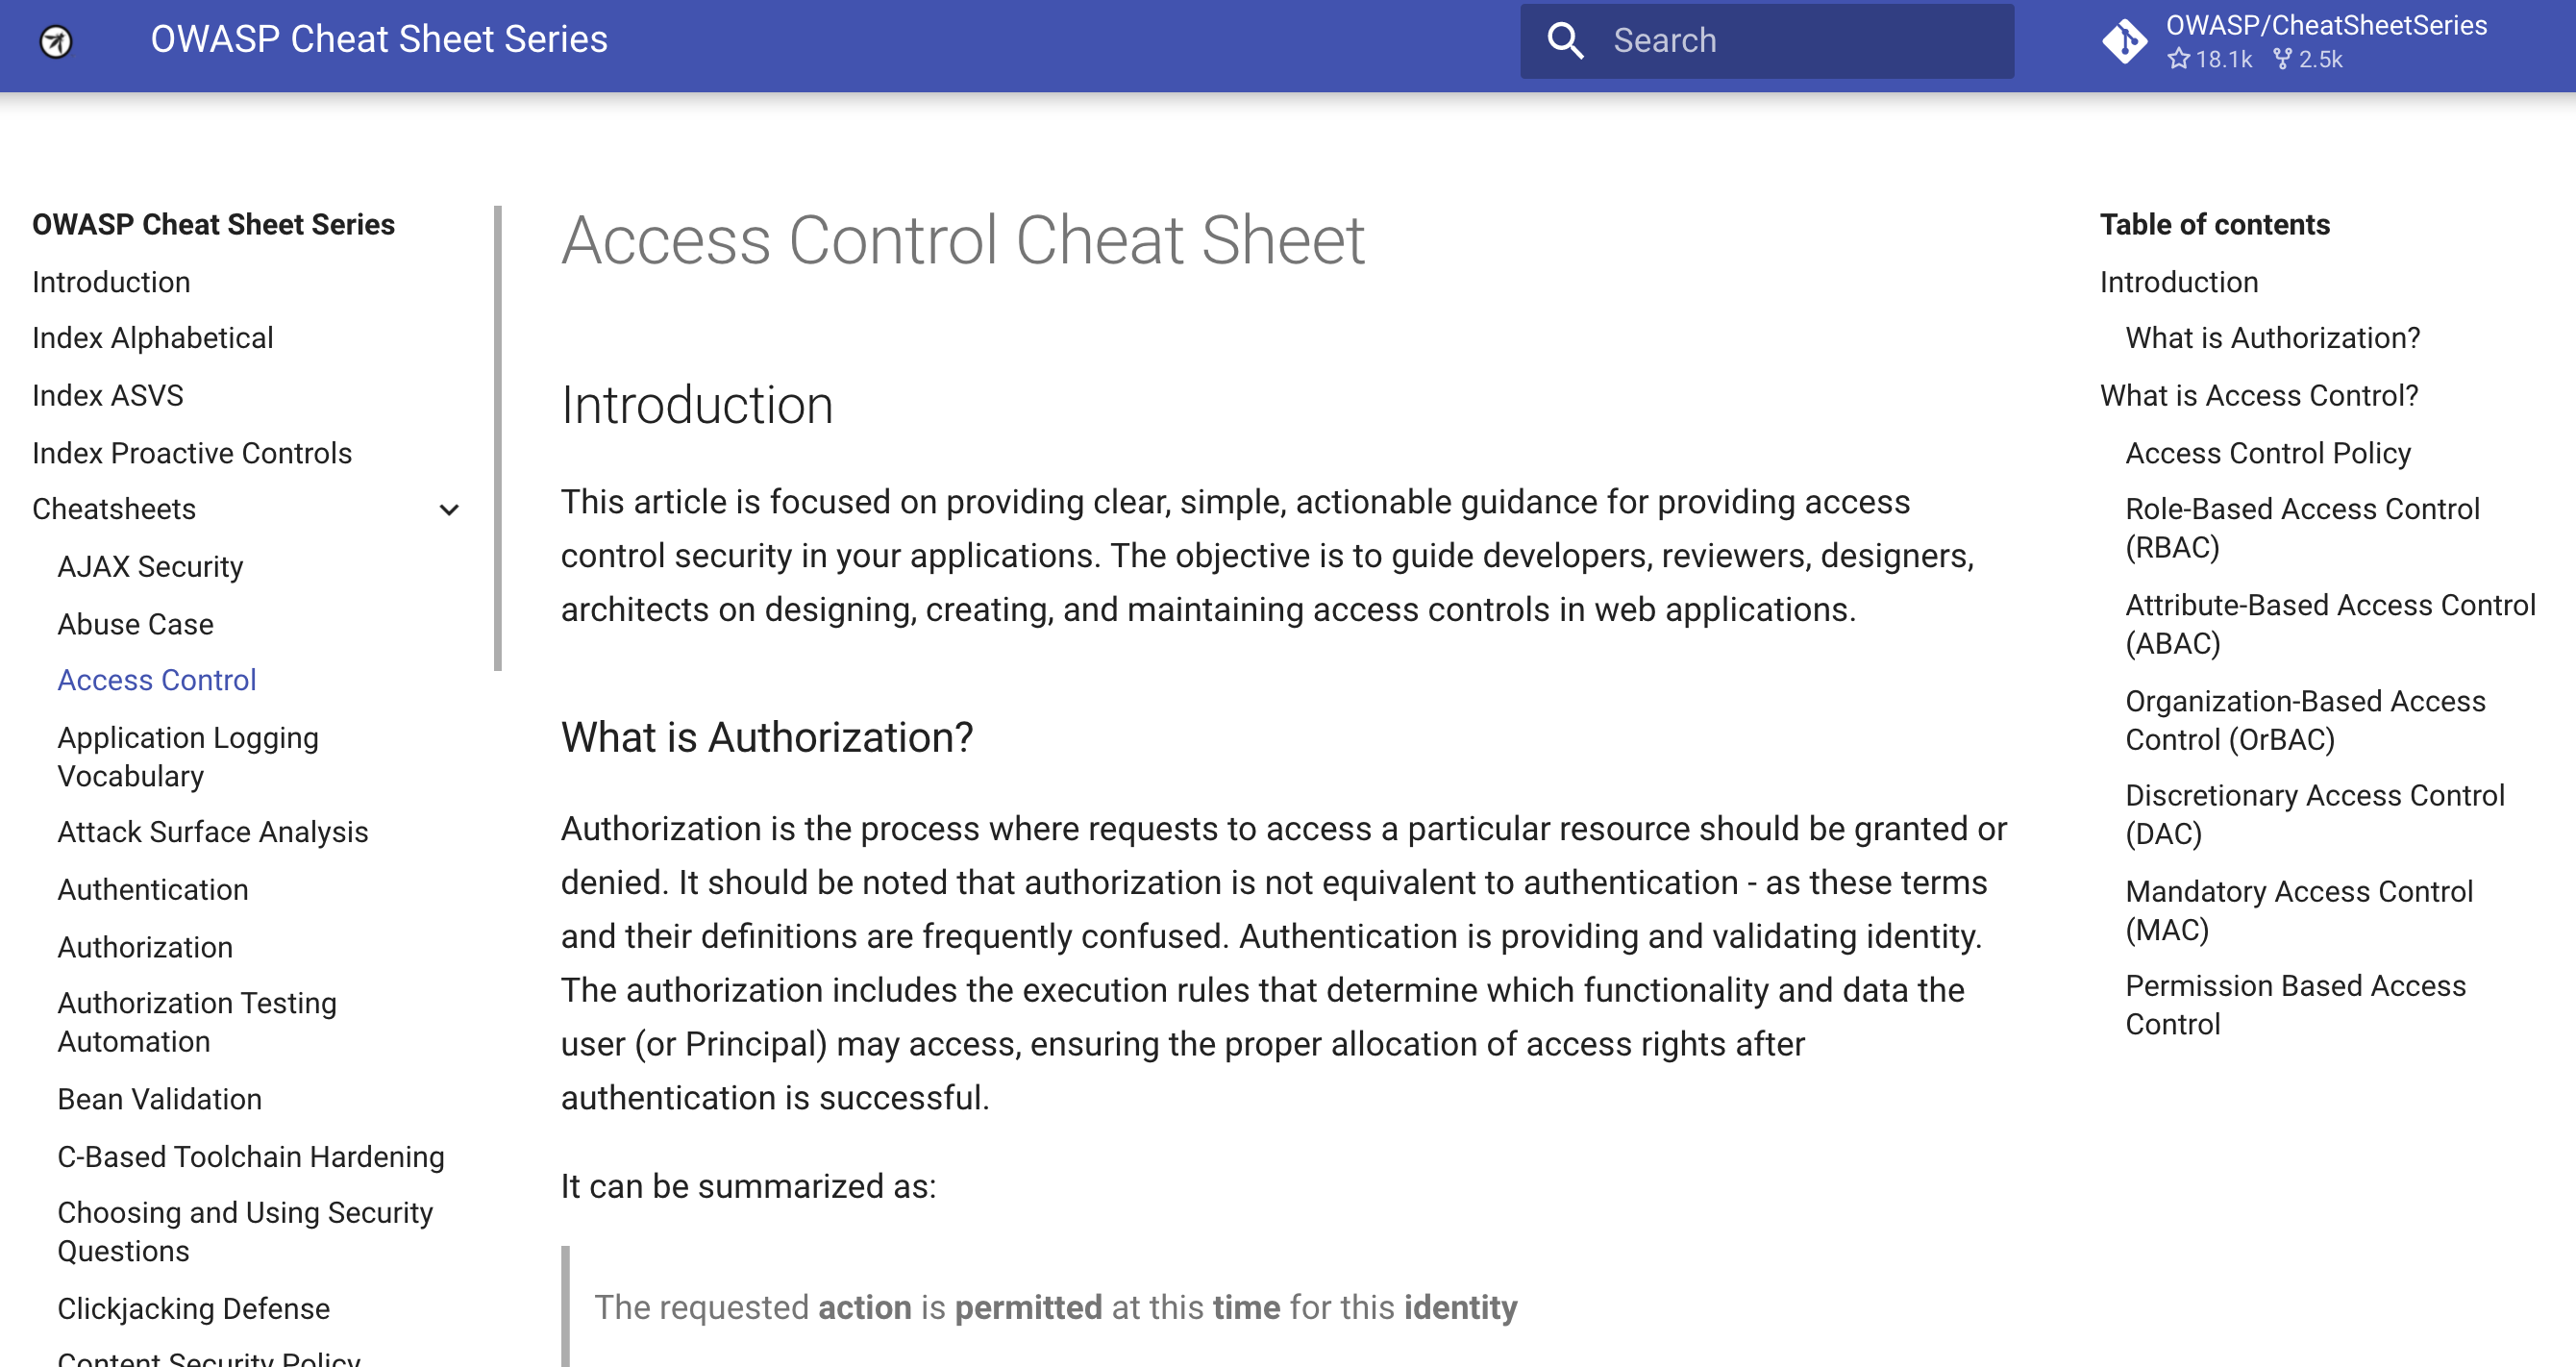 OWASP Cheat Sheet Series
Search
OWASP/CheatSheetSeries
18.1k 2.5k
OWASP Cheat Sheet Series
Introduction
Index Alphabetical
Index ASVS
Index Proactive Controls
Cheatsheets
AJAX Security
Abuse Case
Access Control
Application Logging
Vocabulary
Attack Surface Analysis
Authentication
Authorization
Authorization Testing
Automation
Bean Validation
C-Based Toolchain Hardening
Choosing and Using Security
Questions
Clickjacking Defense
Content Security Policy
Access Control Cheat Sheet
Introduction
This article is focused on providing clear, simple, actionable guidance for providing access
control security in your applications. The objective is to guide developers, reviewers, designers,
architects on designing, creating, and maintaining access controls in web applications.
What is Authorization?
Authorization is the process where requests to access a particular resource should be granted or
denied. It should be noted that authorization is not equivalent to authentication - as these terms
and their definitions are frequently confused. Authentication is providing and validating identity.
The authorization includes the execution rules that determine which functionality and data the
user (or Principal) may access, ensuring the proper allocation of access rights after
authentication is successful.
It can be summarized as:
The requested action is permitted at this time for this identity
Table of contents
Introduction
What is Authorization?
What is Access Control?
Access Control Policy
Role-Based Access Control
(RBAC)
Attribute-Based Access Control
(ABAC)
Organization-Based Access
Control (OrBAC)
Discretionary Access Control
(DAC)
Mandatory Access Control
(MAC)
Permission Based Access
Control